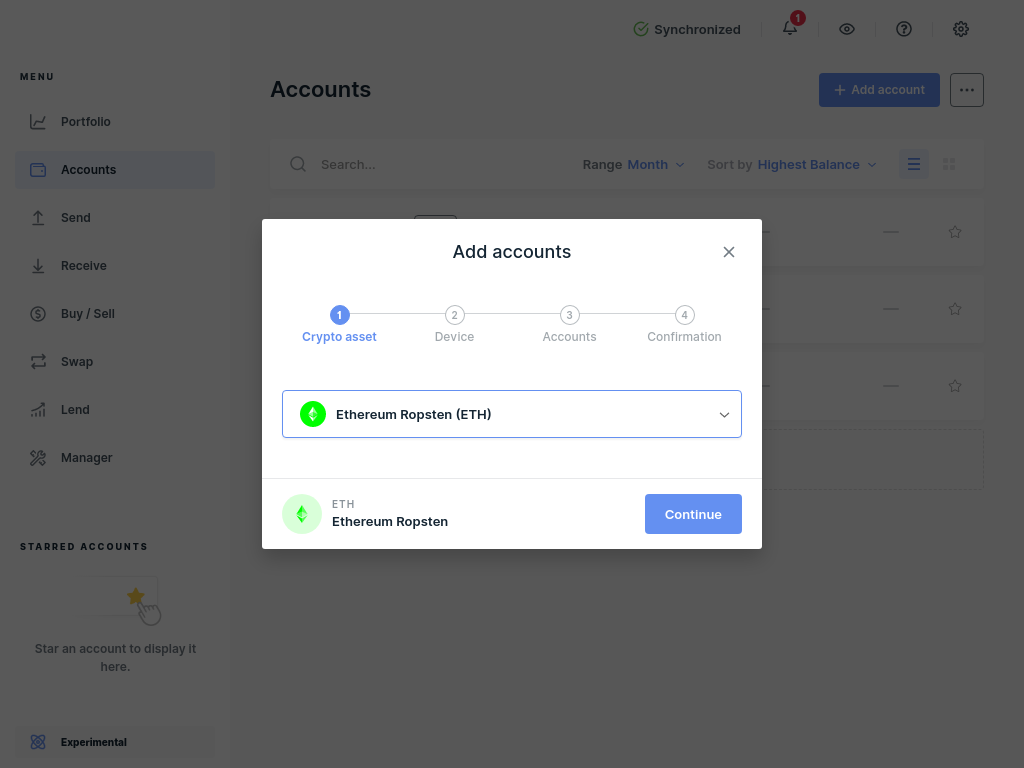 Synchronized
1
MENU
Portfolio
Accounts
Send
Receive
Buy / Sell
Swap
Lend
Manager
STARRED ACCOUNTS
Star an account to display it
here.
Experimental
Accounts
+ Add account
Search...
Range Month
Sort by Highest Balance
Add accounts
1
2
3
4
Crypto asset
Device
Accounts
Confirmation
Ethereum Ropsten (ETH)
ETH
Ethereum Ropsten
Continue